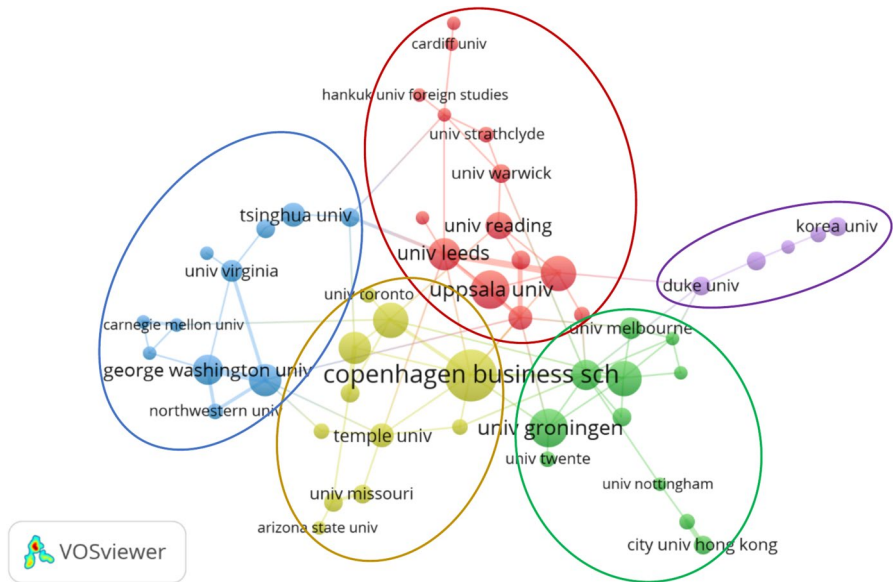 cardiff univ
hankuk univ foreign studies
univ strathclyde
univ warwick
tsinghua univ
univ reading
korea univ
univ leeds
univ virginia
uppsala univ
duke univ
univ toronto
carnegie mellon univ
univ melbourne
george washington univ
copenhagen business sch
northwestern univ
temple univ
univ groningen
univ twente
univ nottingham
univ missouri
arizona state univ
city univ hong kong
VOSviewer